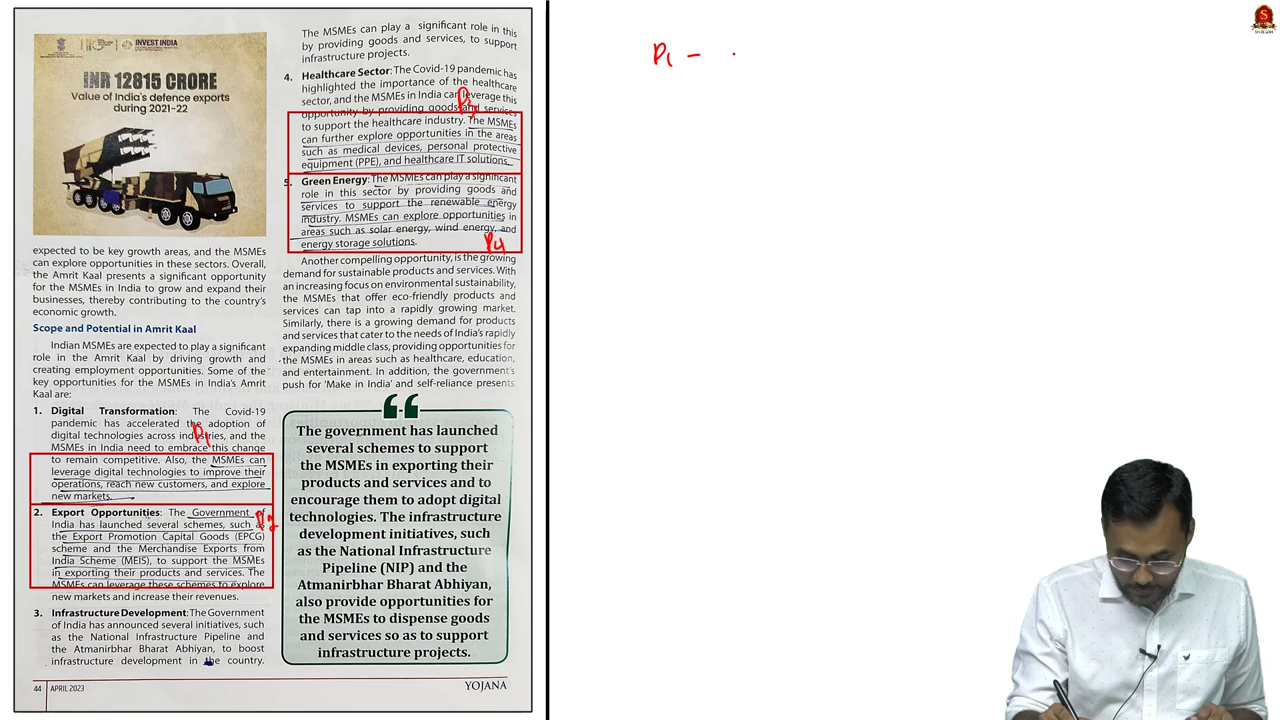 INVEST INDIA
INR 12815 CRORE
Value of India's defence exports
during 2021-22
expected to be key growth areas, and the MSMEs
can explore opportunities in these sectors. Overall,
the Amrit Kaal presents a significant opportunity
for the MSMEs in India to grow and expand their
businesses, thereby contributing to the country's
economic growth.
Scope and Potential in Amrit Kaal
Indian MSMEs are expected to play a significant
role in the Amrit Kaal by driving growth and
creating employment opportunities. Some of the
key opportunities for the MSMEs in India's Amrit
Kaal are:
1. Digital Transformation: The Covid-19
pandemic has accelerated the adoption of
digital technologies across industries, and the
P1
MSMEs in India need to embrace this change
to remain competitive. Also, the MSMEs can
leverage digital technologies to improve their
operations, reach new customers, and explore
new markets.
2. Export Opportunities: The Government of
India has launched several schemes, such as
P2
the Export Promotion Capital Goods (EPCG)
scheme and the Merchandise Exports from
India Scheme (MEIS), to support the MSMEs
in exporting their products and services. The
MSMEs can leverage these schemes to explore
new markets and increase their revenues.
3. Infrastructure Development: The Government
of India has announced several initiatives, such
as the National Infrastructure Pipeline and
the Atmanirbhar Bharat Abhiyan, to boost
infrastructure development in the country.
The MSMEs can play a significant role in this
by providing goods and services, to support
infrastructure projects.
4. Healthcare Sector: The Covid-19 pandemic has
highlighted the importance of the healthcare
sector, and the MSMEs in India can leverage this
P3
opportunity by providing goods and services
to support the healthcare industry. The MSMEs
can further explore opportunities in the areas
such as medical devices, personal protective
equipment (PPE), and healthcare IT solutions.
5. Green Energy: The MSMEs can play a significant
role in this sector by providing goods and
services to support the renewable energy
industry. MSMEs can explore opportunities in
areas such as solar energy, wind energy, and
energy storage solutions.
P4
Another compelling opportunity, is the growing
demand for sustainable products and services. With
an increasing focus on environmental sustainability,
the MSMEs that offer eco-friendly products and
services can tap into a rapidly growing market.
Similarly, there is a growing demand for products
and services that cater to the needs of India's rapidly
expanding middle class, providing opportunities for
the MSMEs in areas such as healthcare, education,
and entertainment. In addition, the government's
push for 'Make in India' and self-reliance presents
The government has launched
several schemes to support
the MSMEs in exporting their
products and services and to
encourage them to adopt digital
technologies. The infrastructure
development initiatives, such
as the National Infrastructure
Pipeline (NIP) and the
Atmanirbhar Bharat Abhiyan,
also provide opportunities for
the MSMEs to dispense goods
and services so as to support
infrastructure projects.
44 APRIL 2023
YOJANA
P1 -